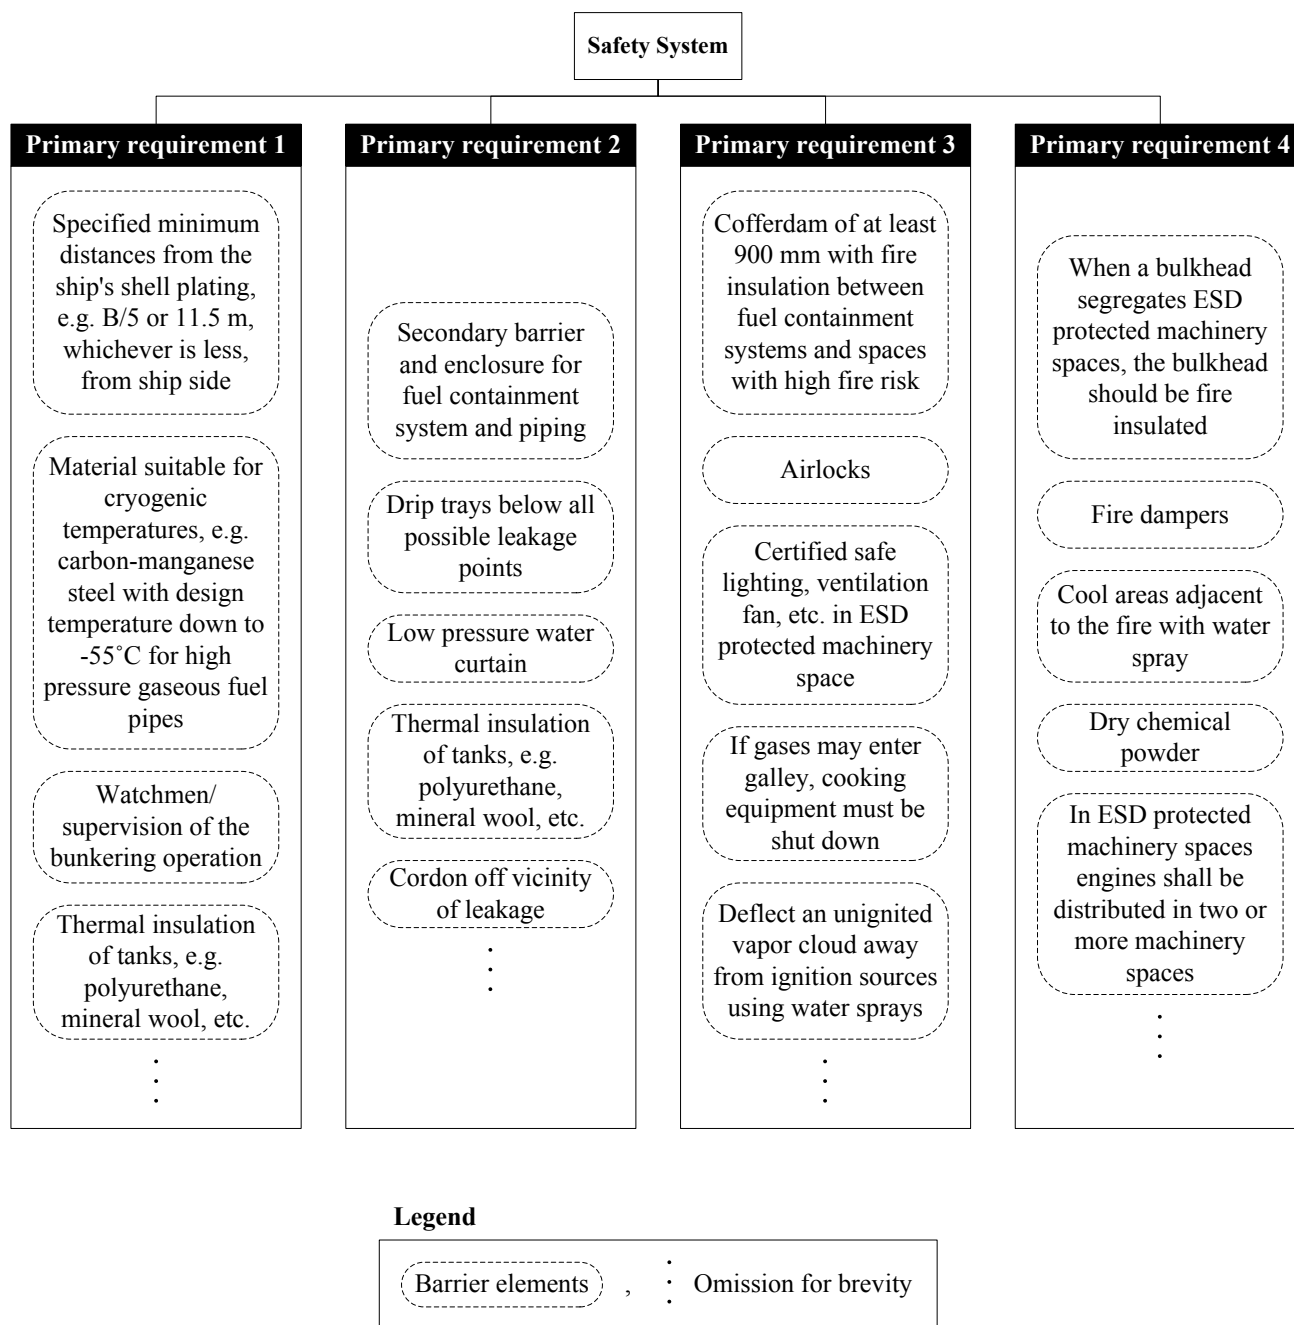 Safety System
Primary requirement 1
Specified minimum
distances from the
ship's shell plating,
e.g. B/5 or 11.5 m,
whichever is less,
from ship side
Material suitable for
cryogenic
temperatures, e.g.
carbon-manganese
steel with design
temperature down to
-55˚C for high
pressure gaseous fuel
pipes
Watchmen/
supervision of the
bunkering operation
Thermal insulation
of tanks, e.g.
polyurethane,
mineral wool, etc.
Primary requirement 2
Secondary barrier
and enclosure for
fuel containment
system and piping
Drip trays below all
possible leakage
points
Low pressure water
curtain
Thermal insulation
of tanks, e.g.
polyurethane,
mineral wool, etc.
Cordon off vicinity
of leakage
Primary requirement 3
Cofferdam of at least
900 mm with fire
insulation between
fuel containment
systems and spaces
with high fire risk
Airlocks
Certified safe
lighting, ventilation
fan, etc. in ESD
protected machinery
space
If gases may enter
galley, cooking
equipment must be
shut down
Deflect an unignited
vapor cloud away
from ignition sources
using water sprays
Primary requirement 4
When a bulkhead
segregates ESD
protected machinery
spaces, the bulkhead
should be fire
insulated
Fire dampers
Cool areas adjacent
to the fire with water
spray
Dry chemical
powder
In ESD protected
machinery spaces
engines shall be
distributed in two or
more machinery
spaces
Legend
Barrier elements , Omission for brevity